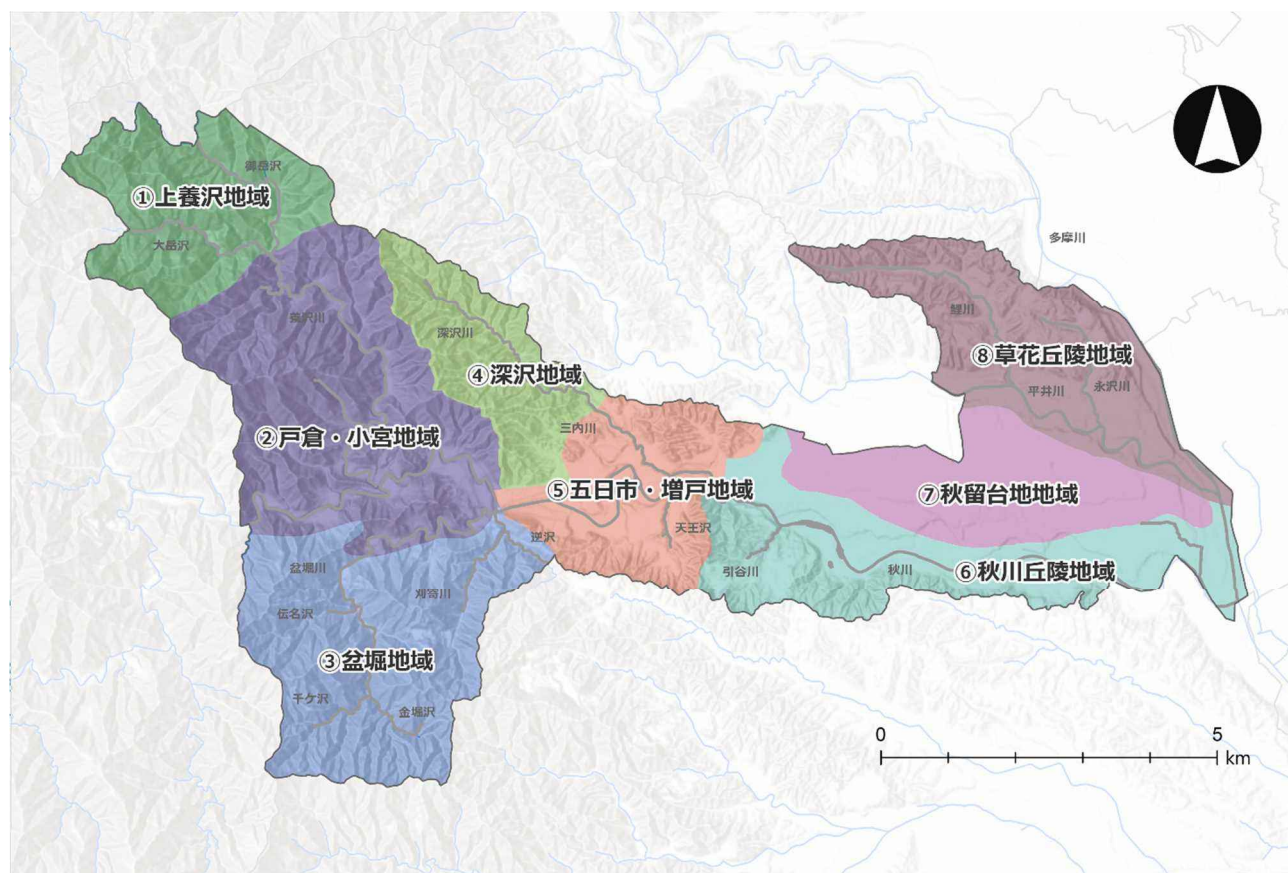 御岳沢
①上養沢地域
大岳沢
多摩川
養沢川
深沢川
鯉川
⑧草花丘陵地域
④深沢地域
平井川
永沢川
三内川
②戸倉・小宮地域
⑤五日市・増戸地域
⑦秋留台地地域
天王沢
逆沢
盆堀川
刈寄川
引谷川
秋川
⑥秋川丘陵地域
伝名沢
③盆堀地域
千ケ沢
金堀沢
0
5
km